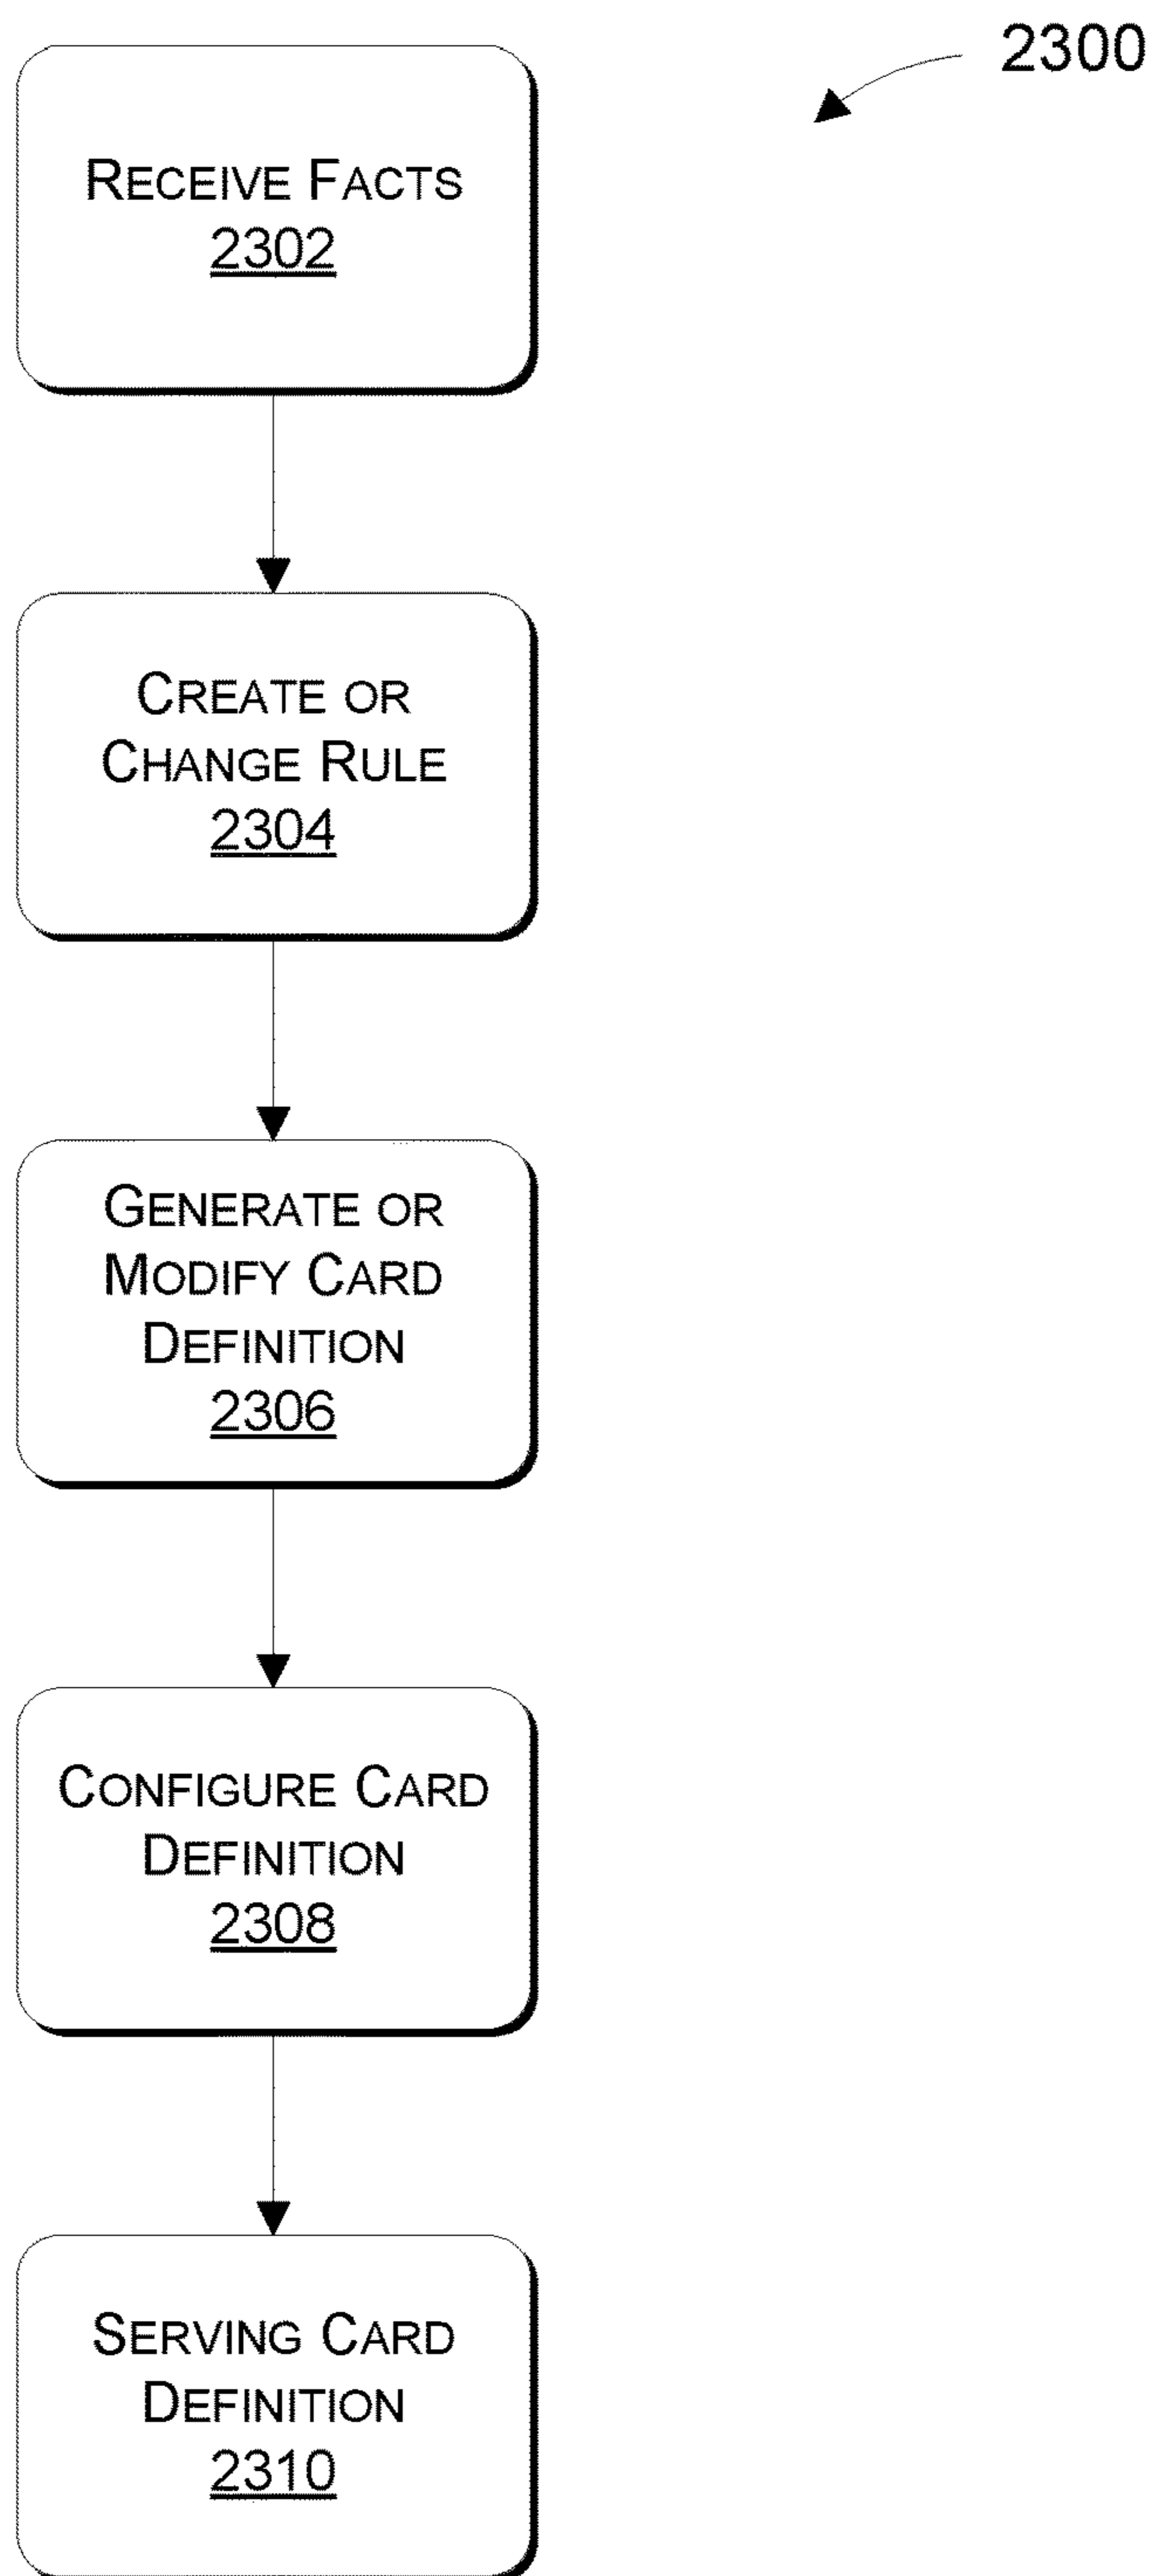 2300
RECEIVE FACTS
2302
CREATE OR
CHANGE RULE
2304
GENERATE OR
MODIFY CARD
DEFINITION
2306
CONFIGURE CARD
DEFINITION
2308
SERVING CARD
DEFINITION
2310